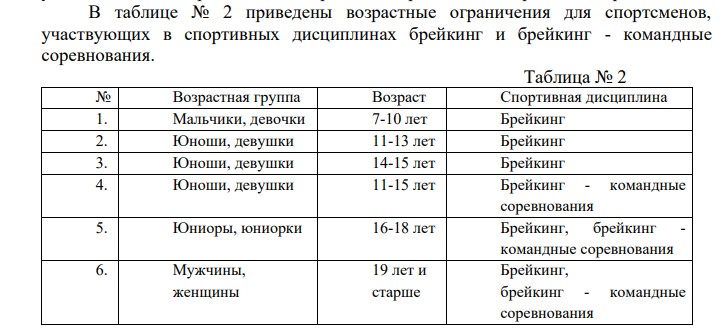 В таблице № 2 приведены возрастные ограничения для спортсменов,
участвующих в спортивных дисциплинах брейкинг и брейкинг - командные
соревнования.
Таблица № 2
№ Возрастная группа Возраст Спортивная дисциплина
1. Мальчики, девочки 7-10 лет Брейкинг
2. Юноши, девушки 11-13 лет Брейкинг
3. Юноши, девушки 14-15 лет Брейкинг
4. Юноши, девушки 11-15 лет Брейкинг - командные
соревнования
5. Юниоры, юниорки 16-18 лет Брейкинг, брейкинг -
командные соревнования
6. Мужчины, 19 лет и Брейкинг,
женщины старше брейкинг - командные
соревнования